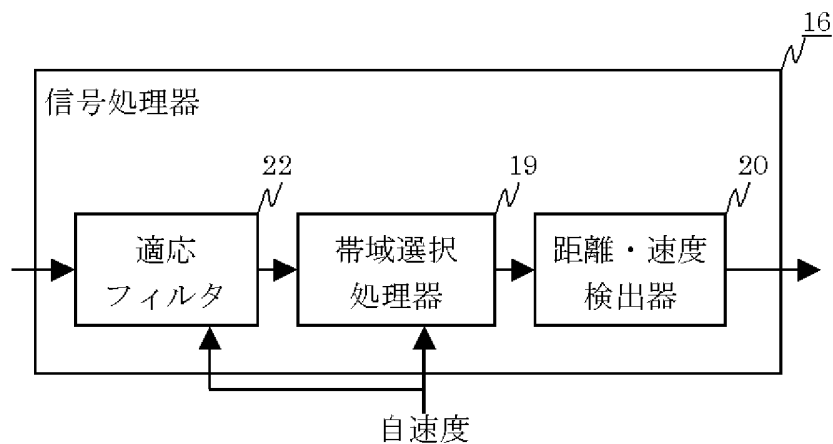 16
信号処理器
22
19
20
適応
フィルタ
帯域選択
処理器
距離・速度
検出器
自速度